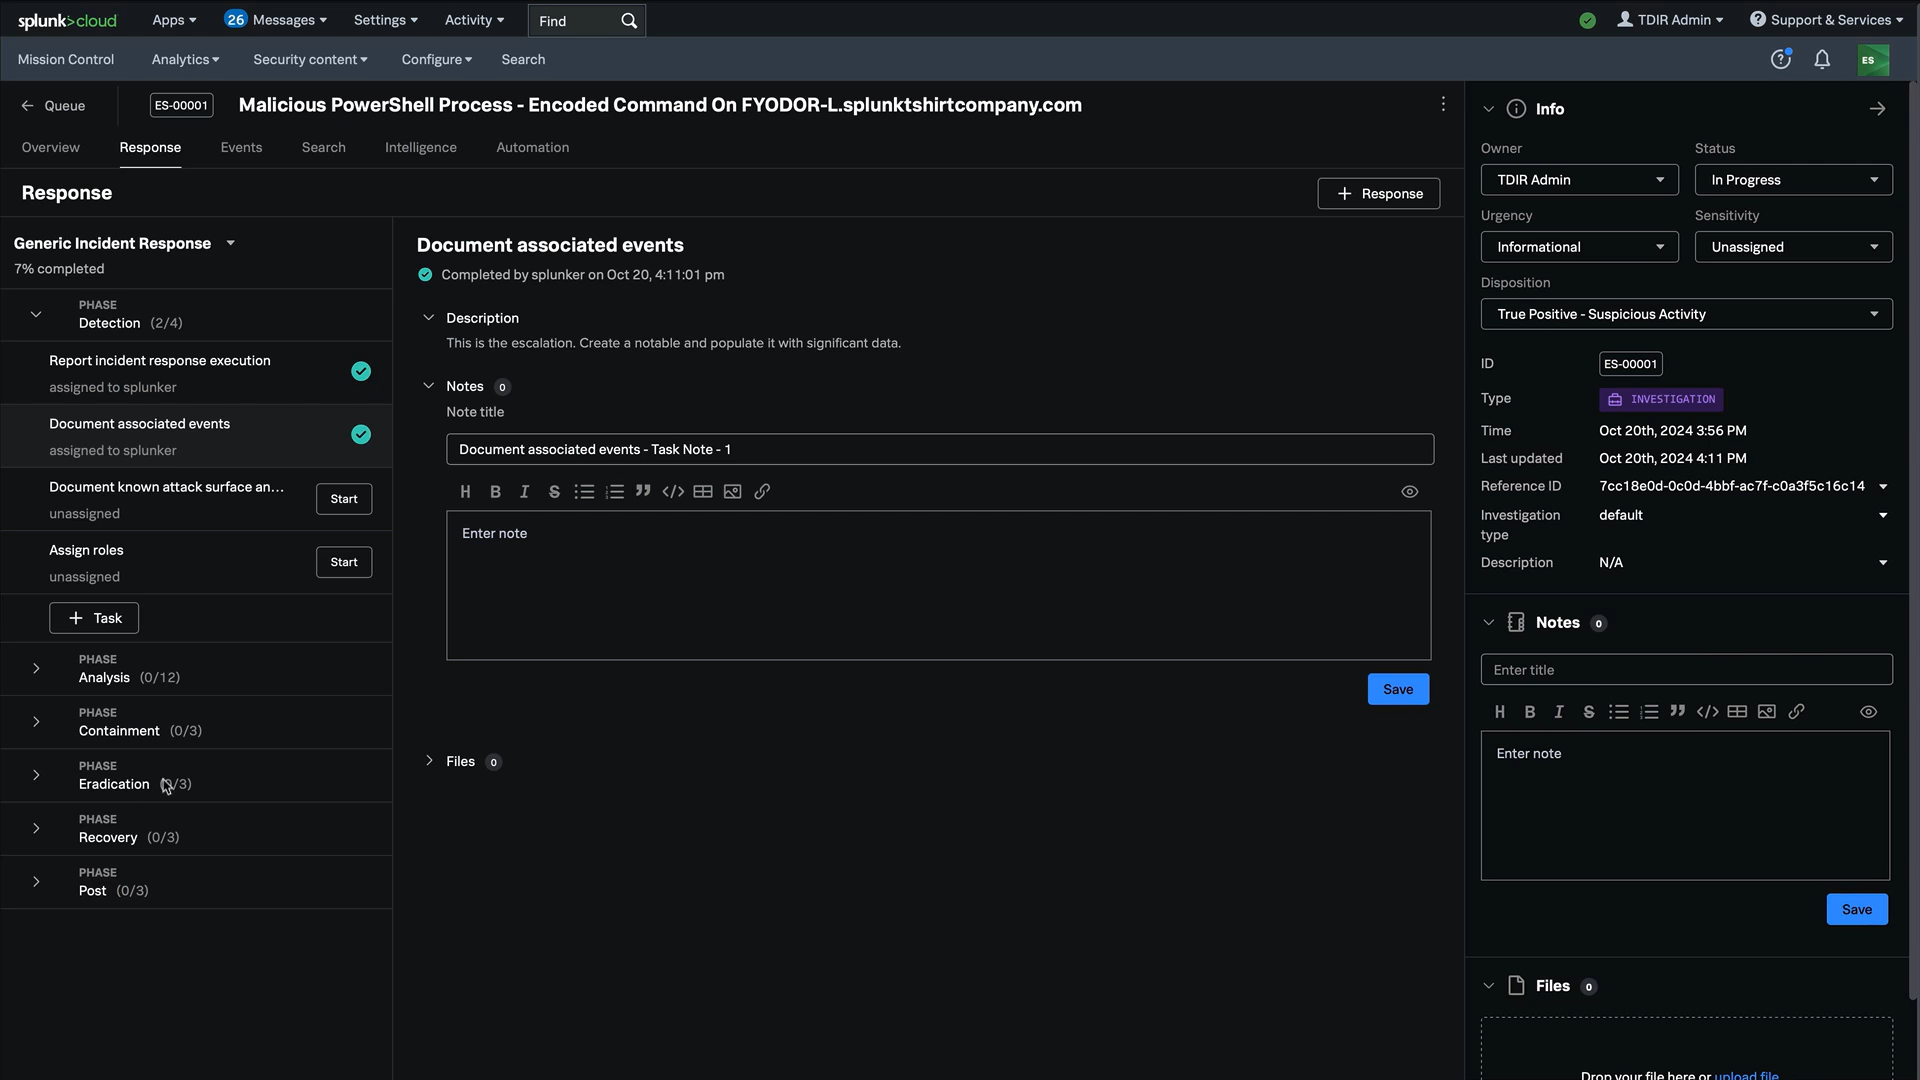 splunk>cloud Apps 26 Messages Settings Activity Find TDIR Admin Support & Services
Mission Control Analytics Security content Configure Search ES
Queue ES-00001 Malicious PowerShell Process - Encoded Command On FYODOR-L.splunktshirtcompany.com
Overview Response Events Search Intelligence Automation
Response
+ Response
Generic Incident Response
7% completed
PHASE
Detection (2/4)
Report incident response execution
assigned to splunker
Document associated events
assigned to splunker
Document known attack surface an...
unassigned
Start
Assign roles
unassigned
Start
+ Task
PHASE
Analysis (0/12)
PHASE
Containment (0/3)
PHASE
Eradication /3)
PHASE
Recovery (0/3)
PHASE
Post (0/3)
Document associated events
Completed by splunker on Oct 20, 4:11:01 pm
Description
This is the escalation. Create a notable and populate it with significant data.
Notes 0
Note title
Document associated events - Task Note - 1
H B I S
Enter note
Save
Files 0
Info
Owner Status
TDIR Admin In Progress
Urgency Sensitivity
Informational Unassigned
Disposition
True Positive - Suspicious Activity
ID ES-00001
Type INVESTIGATION
Time Oct 20th, 2024 3:56 PM
Last updated Oct 20th, 2024 4:11 PM
Reference ID 7cc18e0d-0c0d-4bbf-ac7f-c0a3f5c16c14
Investigation default
type
Description N/A
Notes 0
Enter title
H B I S
Enter note
Save
Files 0
Drop your file here or upload file